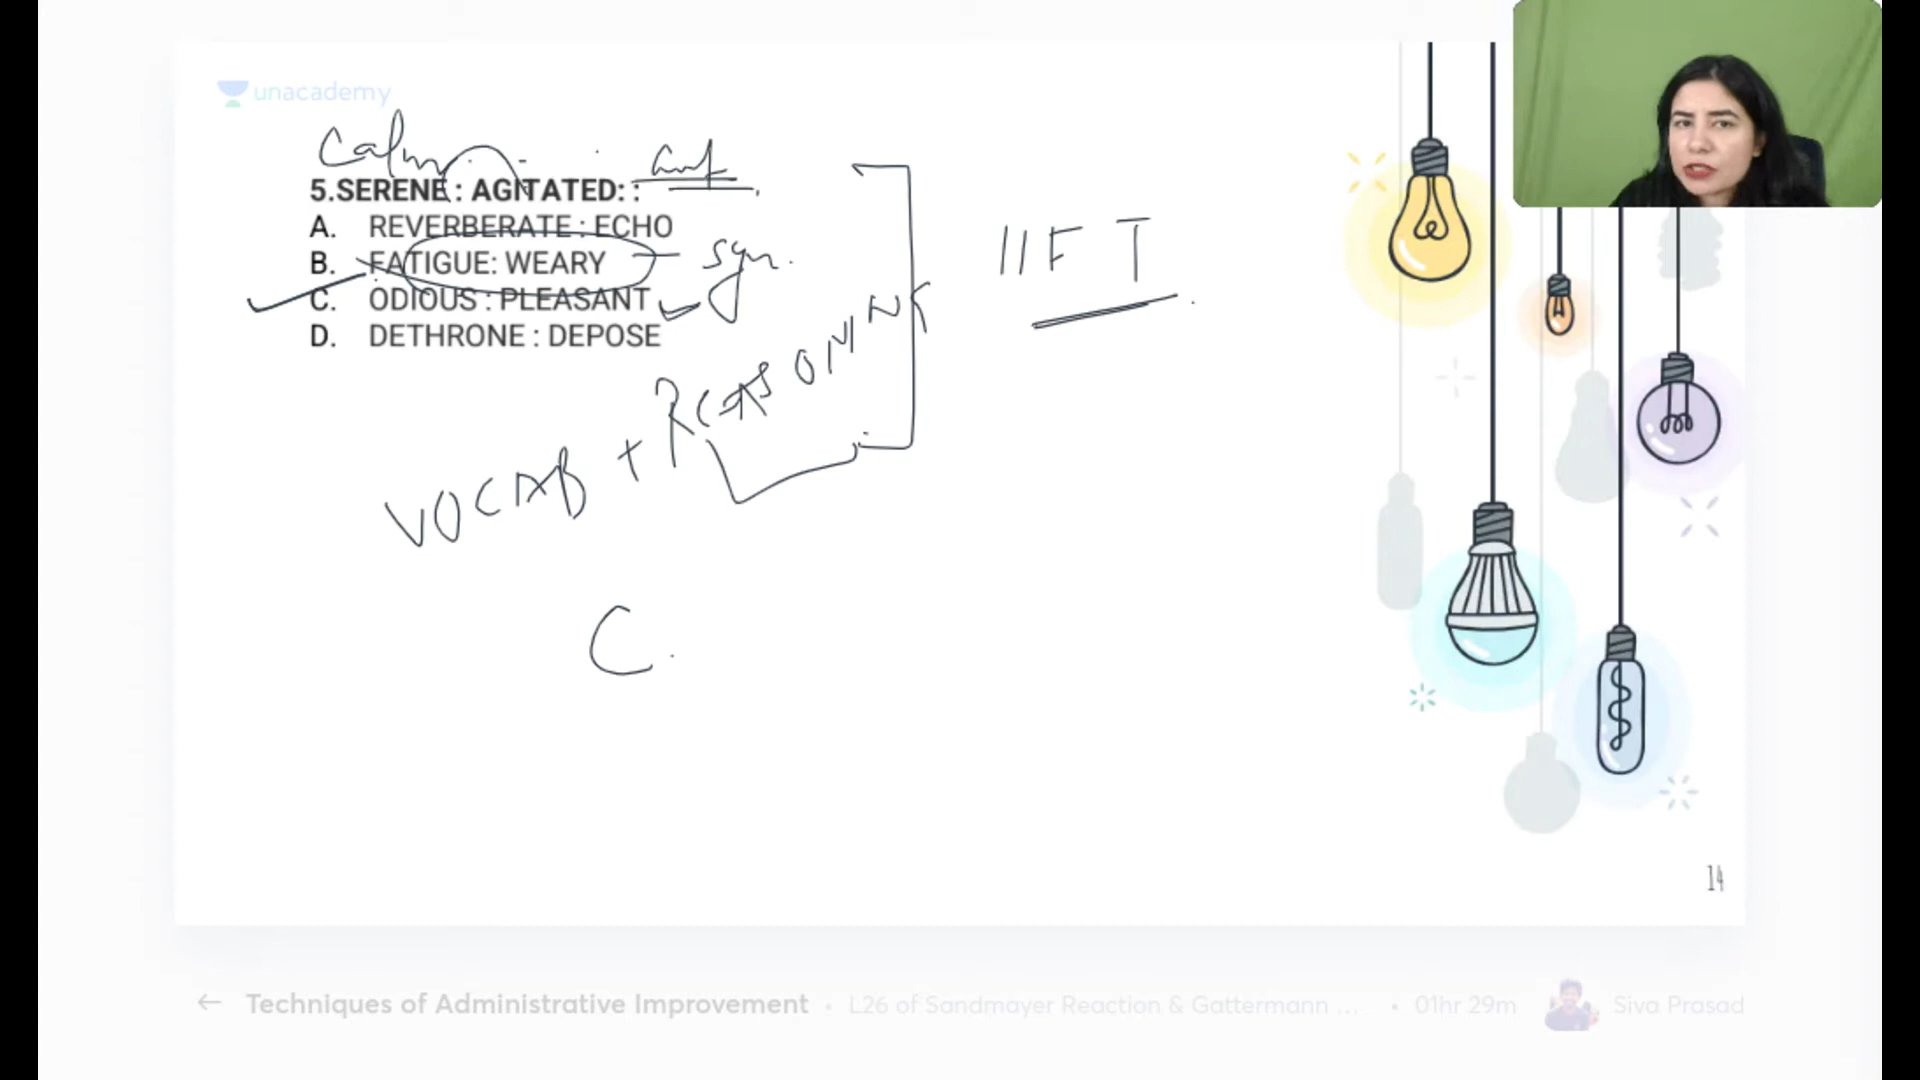 unacademy
Calm
Ant
5.SERENE : AGITATED: :
A. REVERBERATE : ECHO
B. FATIGUE: WEARY
syn.
C. ODIOUS : PLEASANT
D. DETHRONE : DEPOSE
IIFT
VOCAB + REASONING
C.
14
← Techniques of Administrative Improvement • L26 of Sandmayer Reaction & Gattermann ... • 01hr 29m Siva Prasad